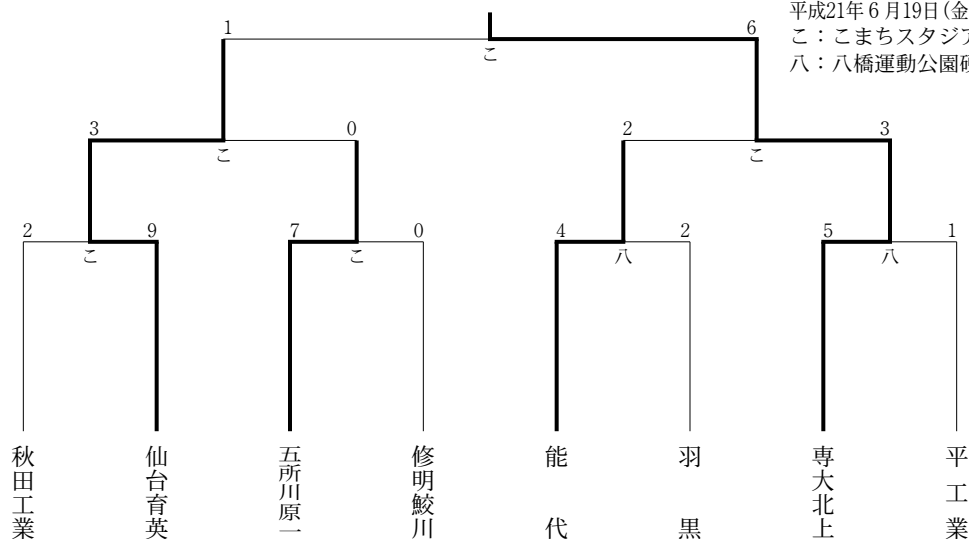 平成21年6月19日(金
こ：こまちスタジア
八：八橋運動公園硬
1 6
こ
3 0 2 3
こ こ
2 9 7 0 4 2 5 1
こ こ 八 八
秋田工業
仙台育英
五所川原一
修明鮫川
能代
羽黒
専大北上
平工業